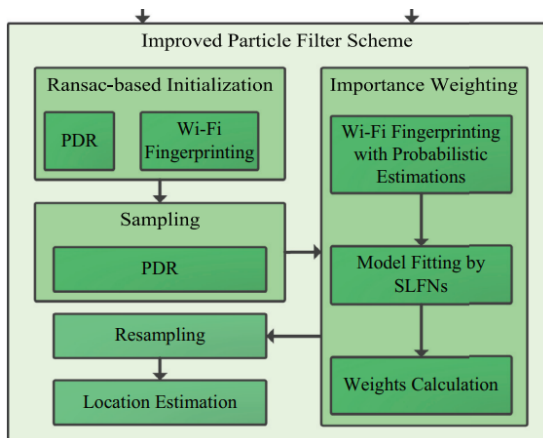 Improved Particle Filter Scheme
Ransac-based Initialization
PDR
Wi-Fi
Fingerprinting
Sampling
PDR
Resampling
Location Estimation
Importance Weighting
Wi-Fi Fingerprinting
with Probabilistic
Estimations
Model Fitting by
SLFNs
Weights Calculation